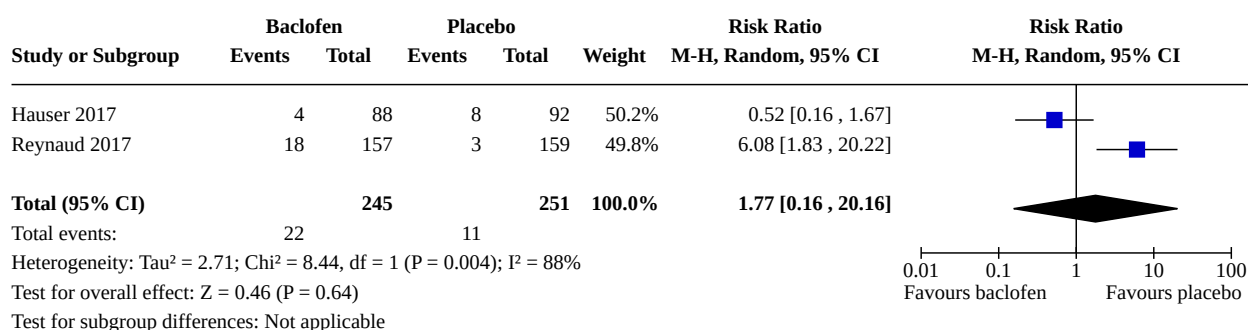 Baclofen Placebo Risk Ratio Risk Ratio
Study or Subgroup Events Total Events Total Weight M-H, Random, 95% CI M-H, Random, 95% CI
Hauser 2017 4 88 8 92 50.2% 0.52 [0.16 , 1.67]
Reynaud 2017 18 157 3 159 49.8% 6.08 [1.83 , 20.22]
Total (95% CI) 245 251 100.0% 1.77 [0.16 , 20.16]
Total events: 22 11
Heterogeneity: Tau² = 2.71; Chi² = 8.44, df = 1 (P = 0.004); I² = 88%
0.01 0.1 1 10 100
Test for overall effect: Z = 0.46 (P = 0.64) Favours baclofen Favours placebo
Test for subgroup differences: Not applicable